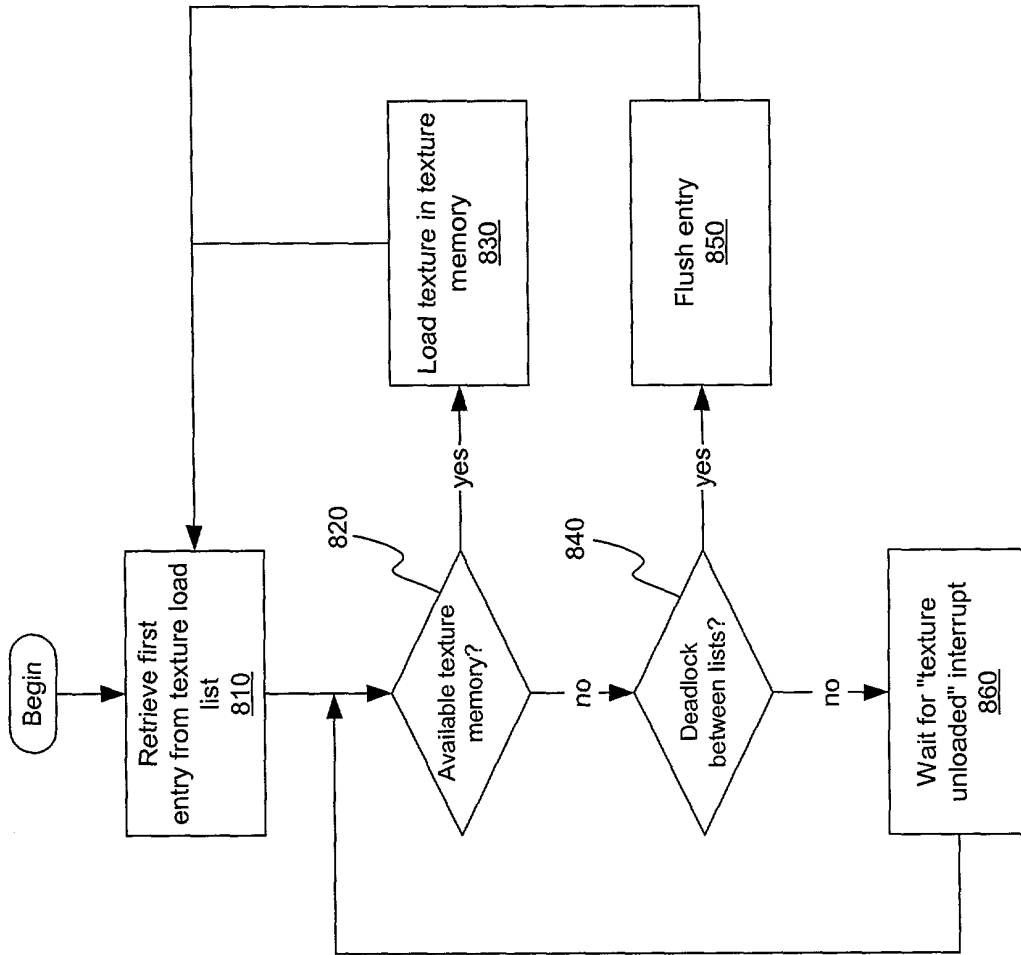 Begin
Retrieve first
entry from texture load
list
810
820
Available texture
memory?
yes
Load texture in texture
memory
830
no
840
Deadlock
between lists?
yes
Flush entry
850
no
Wait for "texture
unloaded" interrupt
860